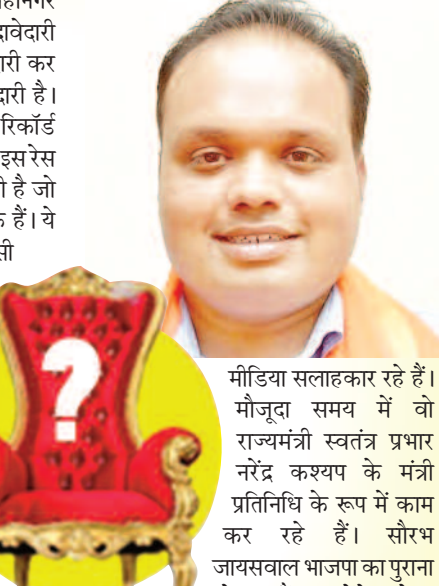 दावेदारी
कर
दारी है।
रिकॉर्ड
इस रेस
है जो
हैं। ये
?
मीडिया सलाहकार रहे हैं।
मौजूदा समय में वो
राज्यमंत्री स्वतंत्र प्रभार
नरेंद्र कश्यप के मंत्री
प्रतिनिधि के रूप में काम
कर रहे हैं। सौरभ
जायसवाल भाजपा का पुराना